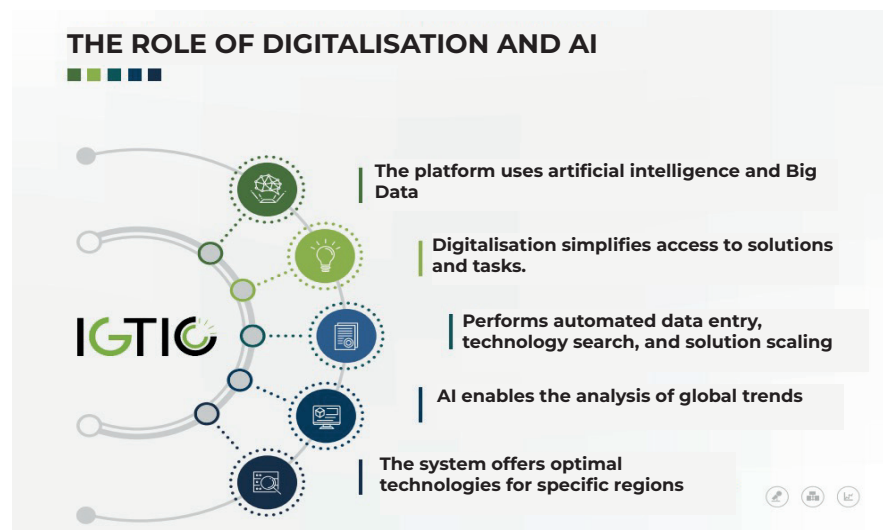 THE ROLE OF DIGITALISATION AND AI
The platform uses artificial intelligence and Big
Data
Digitalisation simplifies access to solutions
and tasks.
IGTIC
Performs automated data entry,
technology search, and solution scaling
AI enables the analysis of global trends
The system offers optimal
technologies for specific regions